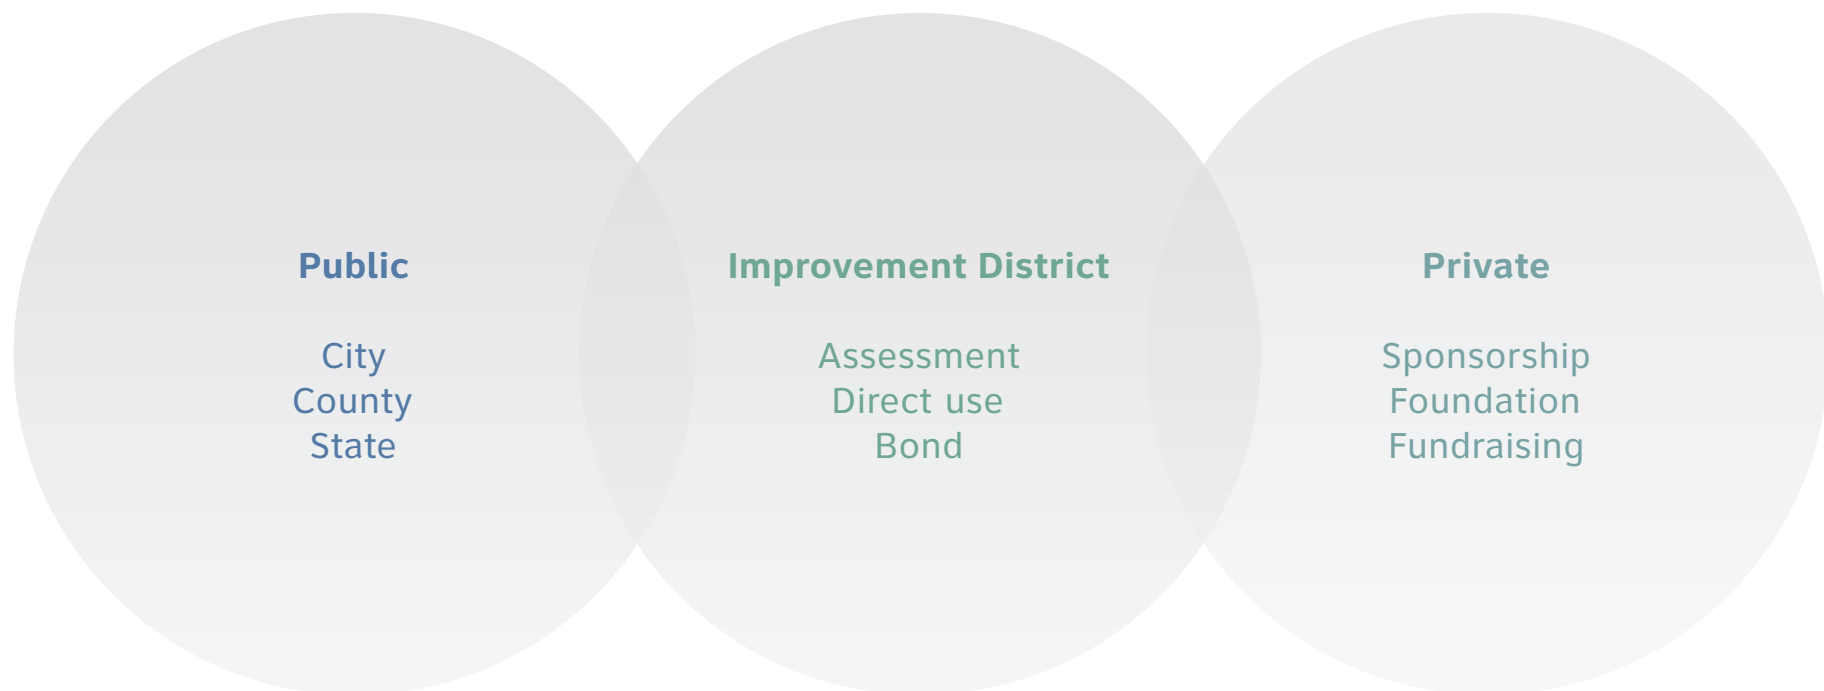 Public
City
County
State
Improvement District
Assessment
Direct use
Bond
Private
Sponsorship
Foundation
Fundraising